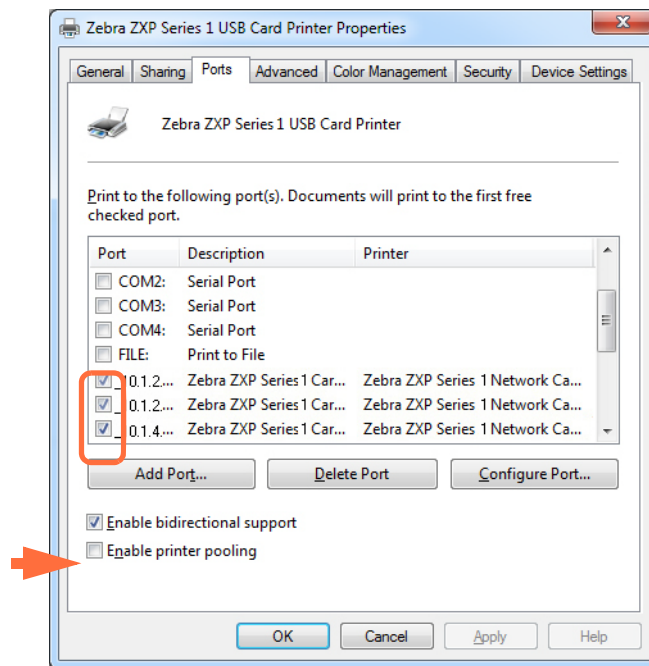 Zebra ZXP Series 1 USB Card Printer Properties
General Sharing Ports Advanced Color Management Security Device Settings
Zebra ZXP Series 1 USB Card Printer
Print to the following port(s). Documents will print to the first free
checked port.
Port Description Printer
COM2: Serial Port
COM3: Serial Port
COM4: Serial Port
FILE: Print to File
_10.1.2... Zebra ZXP Series 1 Car... Zebra ZXP Series 1 Network Ca...
_10.1.2... Zebra ZXP Series 1 Car... Zebra ZXP Series 1 Network Ca...
_10.1.4... Zebra ZXP Series 1 Car... Zebra ZXP Series 1 Network Ca...
Add Port... Delete Port Configure Port...
Enable bidirectional support
Enable printer pooling
OK Cancel Apply Help